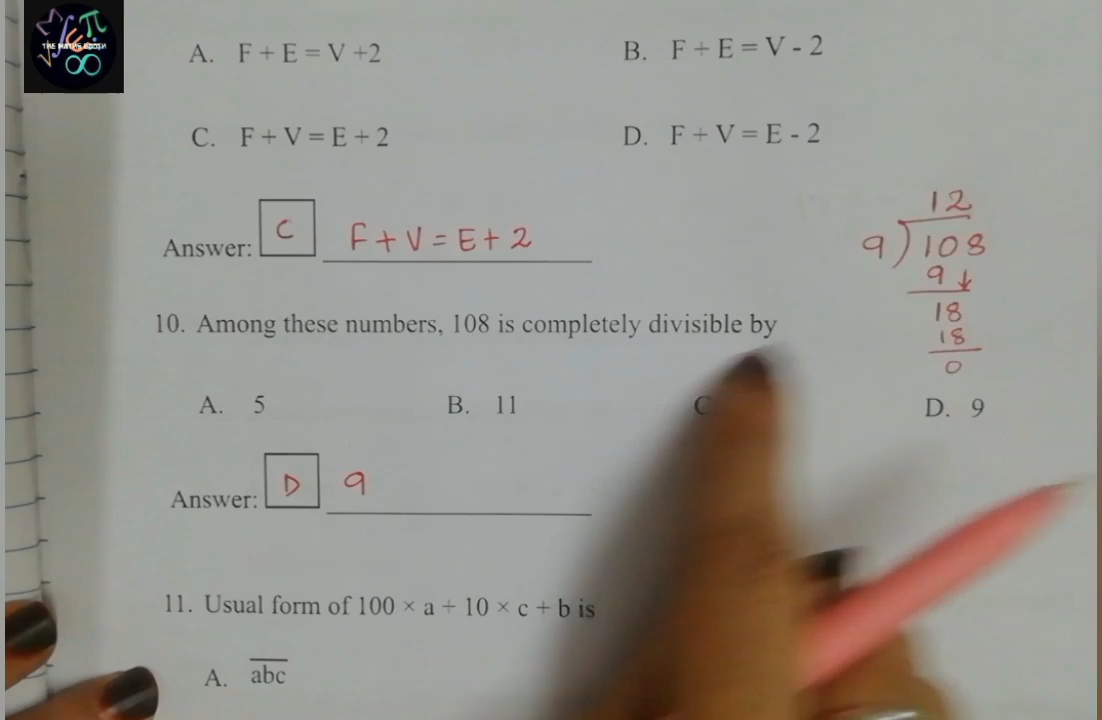 THE MATHS BOOTH
A. F + E = V +2
B. F + E = V - 2
C. F + V = E + 2
D. F + V = E - 2
Answer: C F + V = E + 2
12
9 ) 108
9 ↓
18
18
0
10. Among these numbers, 108 is completely divisible by
A. 5
B. 11
C
D. 9
Answer: D 9
11. Usual form of 100 × a + 10 × c + b is
A. abc